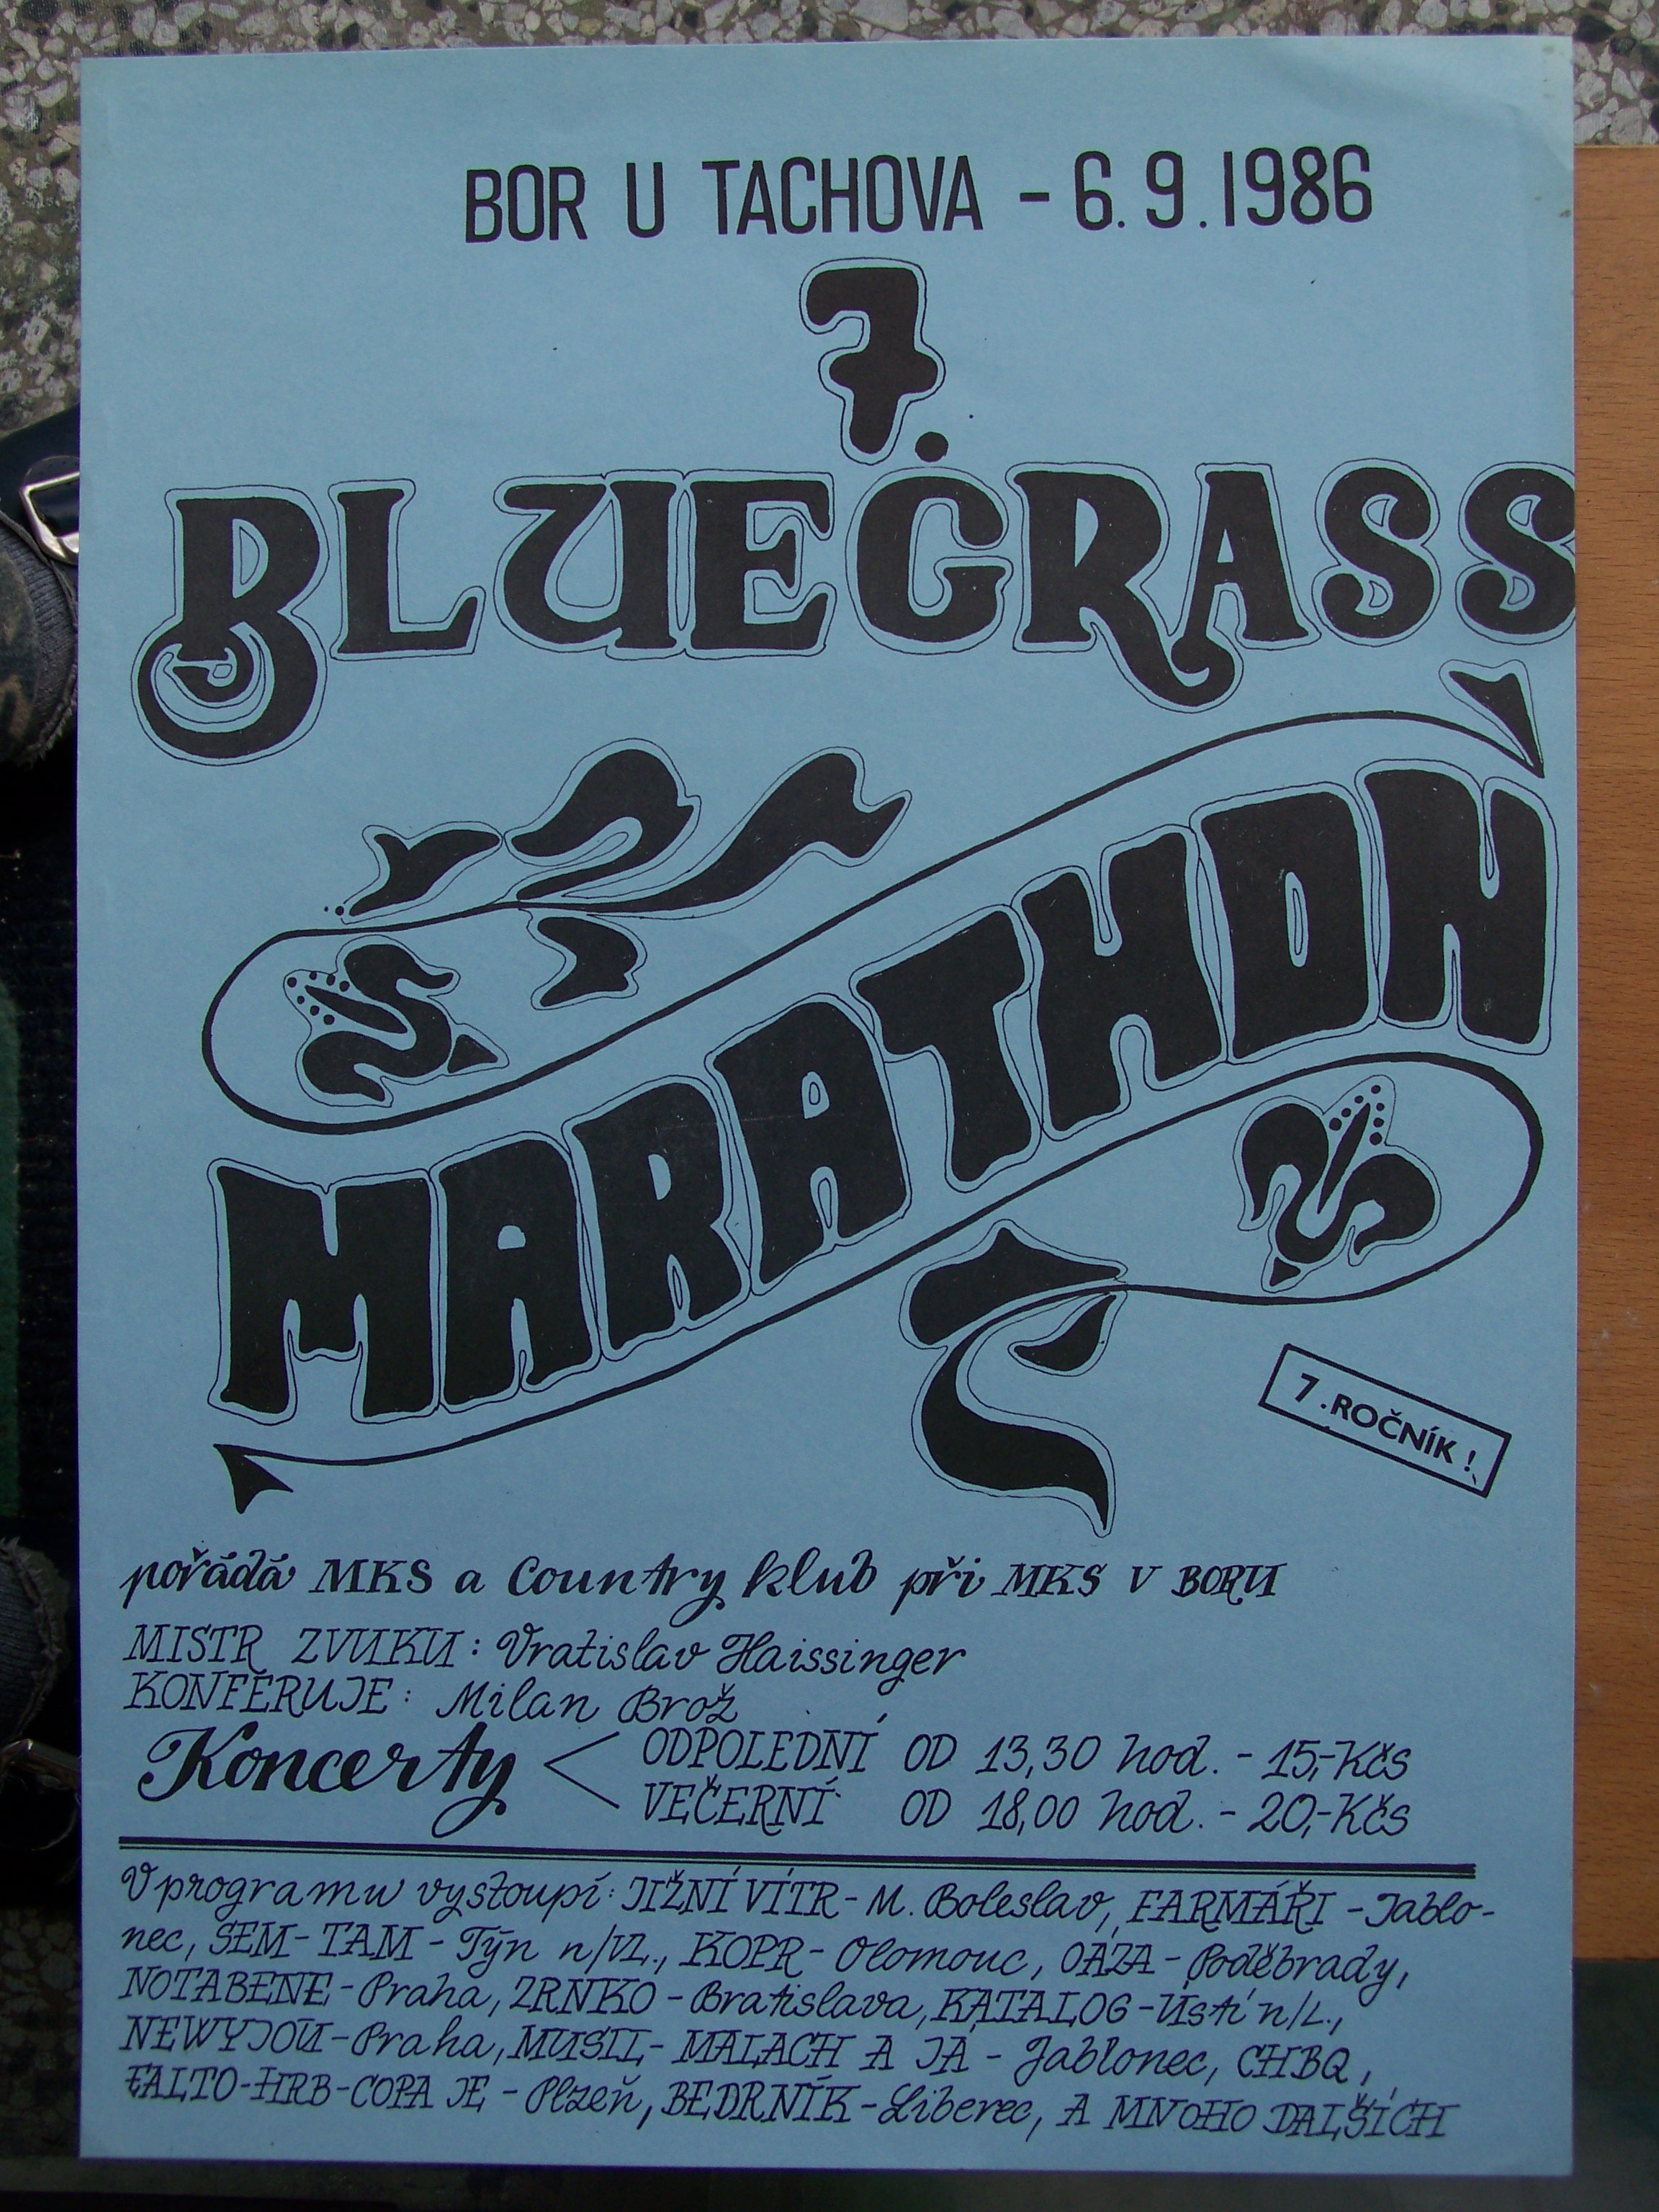 BOR U TACHOVA - 6.9.1986
7.
BLUEGRASS
MARATHON
7. ROČNÍK!
pořádá MKS a Country klub při MKS V BORU
MISTR ZVUKU: Vratislav Haissinger
KONFERUJE: Milan Brož
Koncerty < ODPOLEDNÍ OD 13,30 hod. - 15,-Kčs
VEČERNÍ OD 18,00 hod. - 20,-Kčs
V programu vystoupí: JIŽNÍ VÍTR - M. Boleslav, FARMÁŘI - Jablo-
nec, SEM-TAM - Týn n/Vl., KOPR - Olomouc, OÁZA - Poděbrady,
NOTABENE - Praha, ZRNKO - Bratislava, KATALOG - Ústí n/L.,
NEWYJOU - Praha, MUSIL - MALACH A JÁ - Jablonec, CHBQ,
FALTO-HRB-COPA JE - Plzeň, BEDRNÍK - Liberec, A MNOHO DALŠÍCH